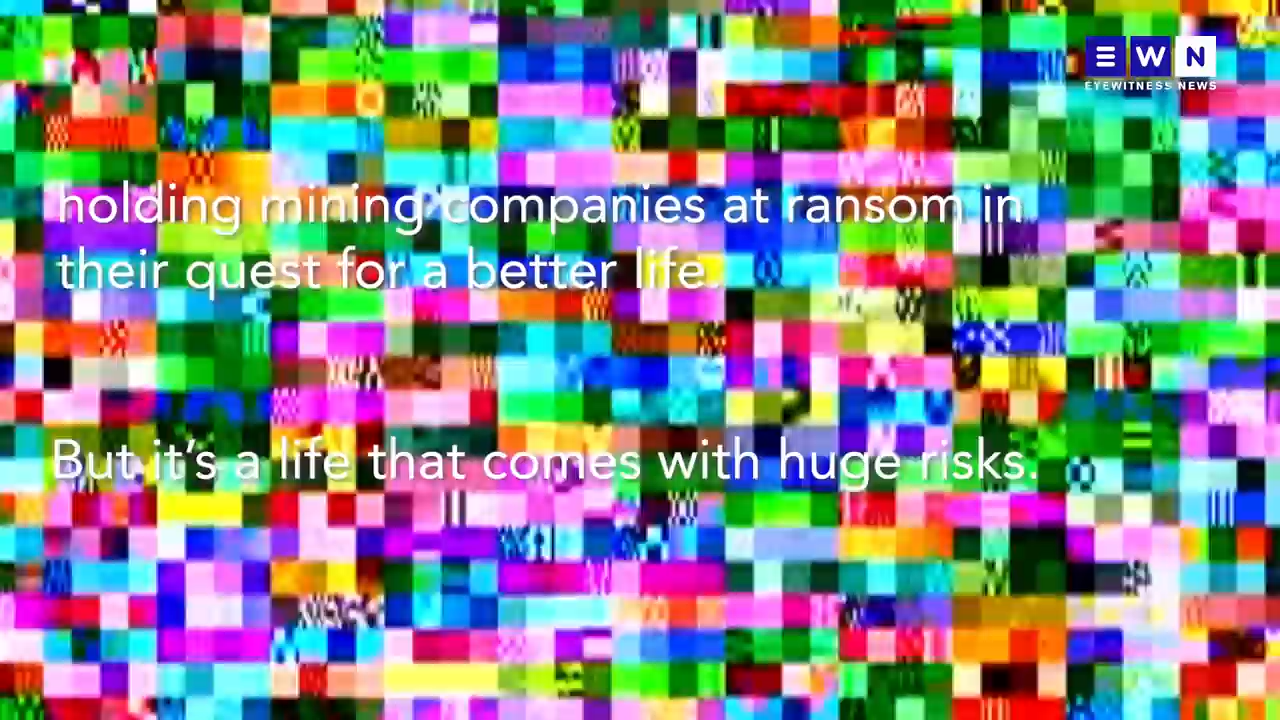 EWN
EYEWITNESS NEWS
holding mining companies at ransom in
their quest for a better life.
But it's a life that comes with huge risks.